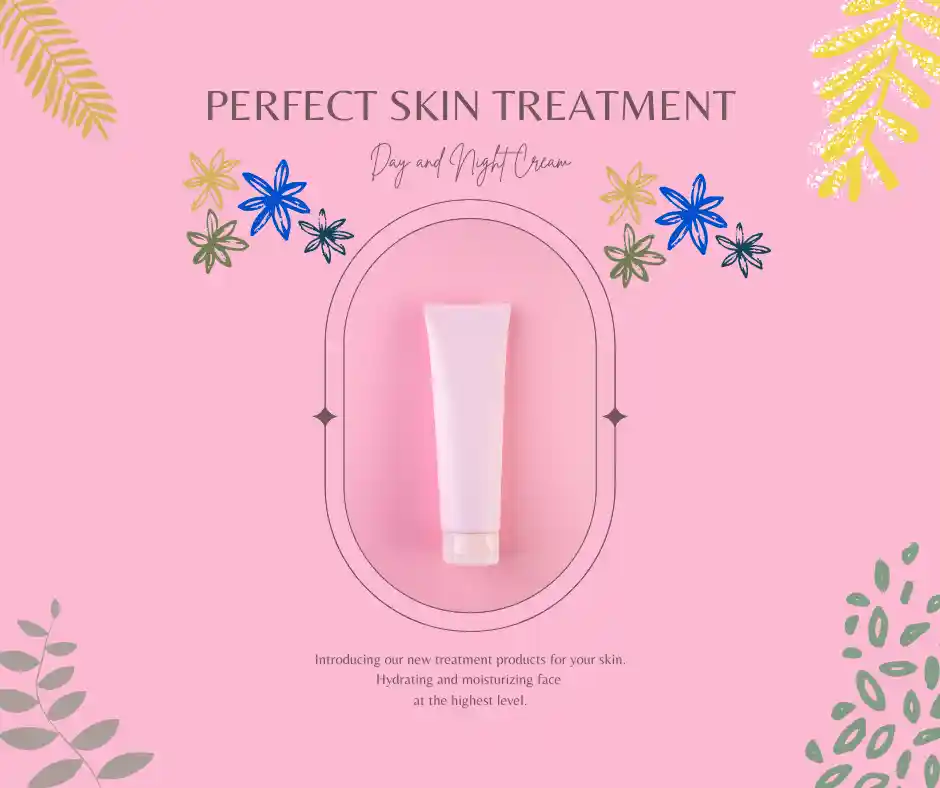 PERFECT SKIN TREATMENT
Day and Night Cream
Introducing our new treatment products for your skin.
Hydrating and moisturizing face
at the highest level.